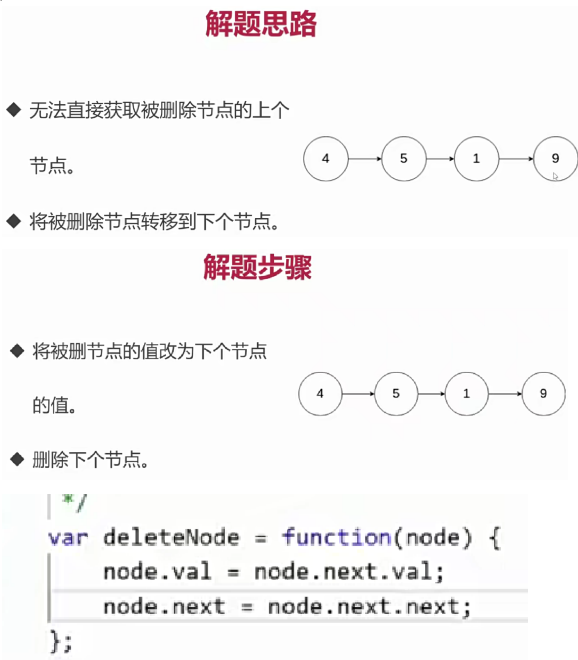 解题思路
◆ 无法直接获取被删除节点的上个
节点。
4 5 1 9
◆ 将被删除节点转移到下个节点。
解题步骤
◆ 将被删节点的值改为下个节点
的值。
4 5 1 9
◆ 删除下个节点。
*/
var deleteNode = function(node) {
    node.val = node.next.val;
    node.next = node.next.next;
};